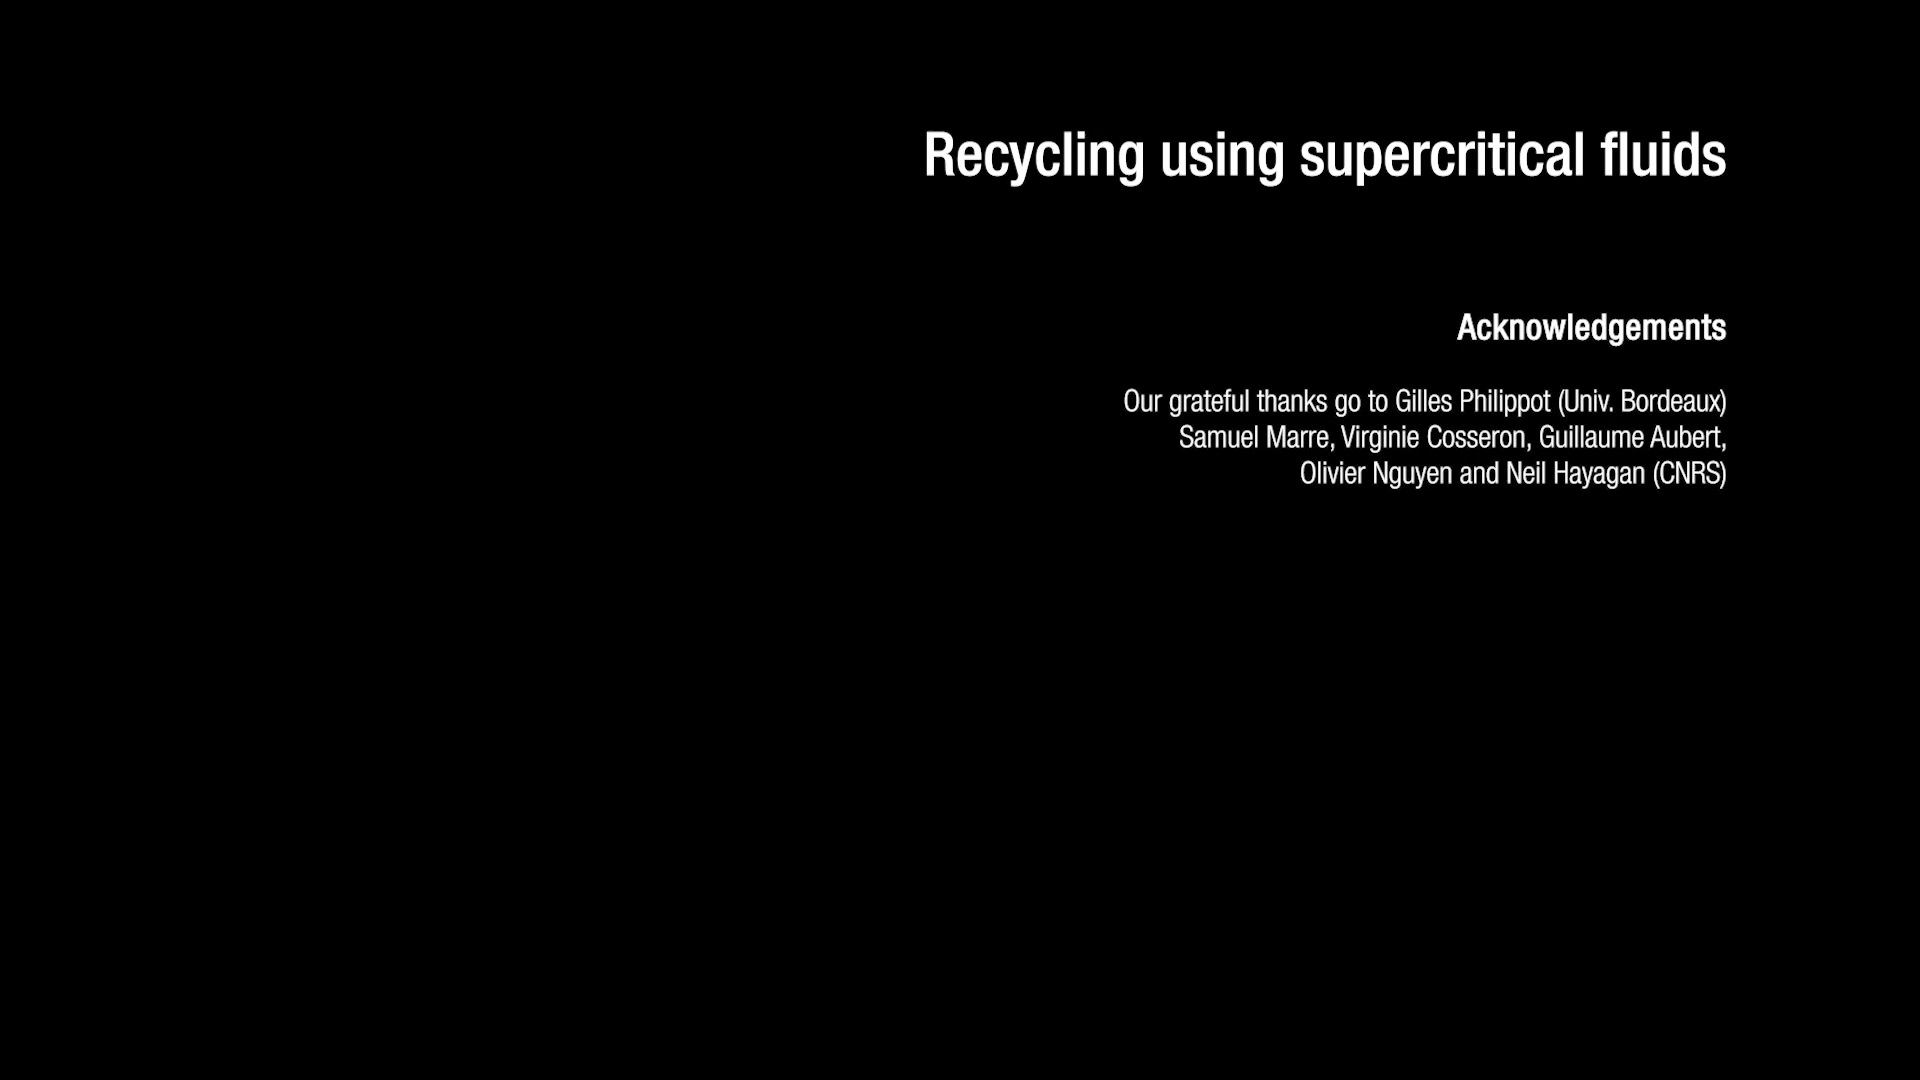 Recycling using supercritical fluids
Acknowledgements
Our grateful thanks go to Gilles Philippot (Univ. Bordeaux)
Samuel Marre, Virginie Cosseron, Guillaume Aubert,
Olivier Nguyen and Neil Hayagan (CNRS)